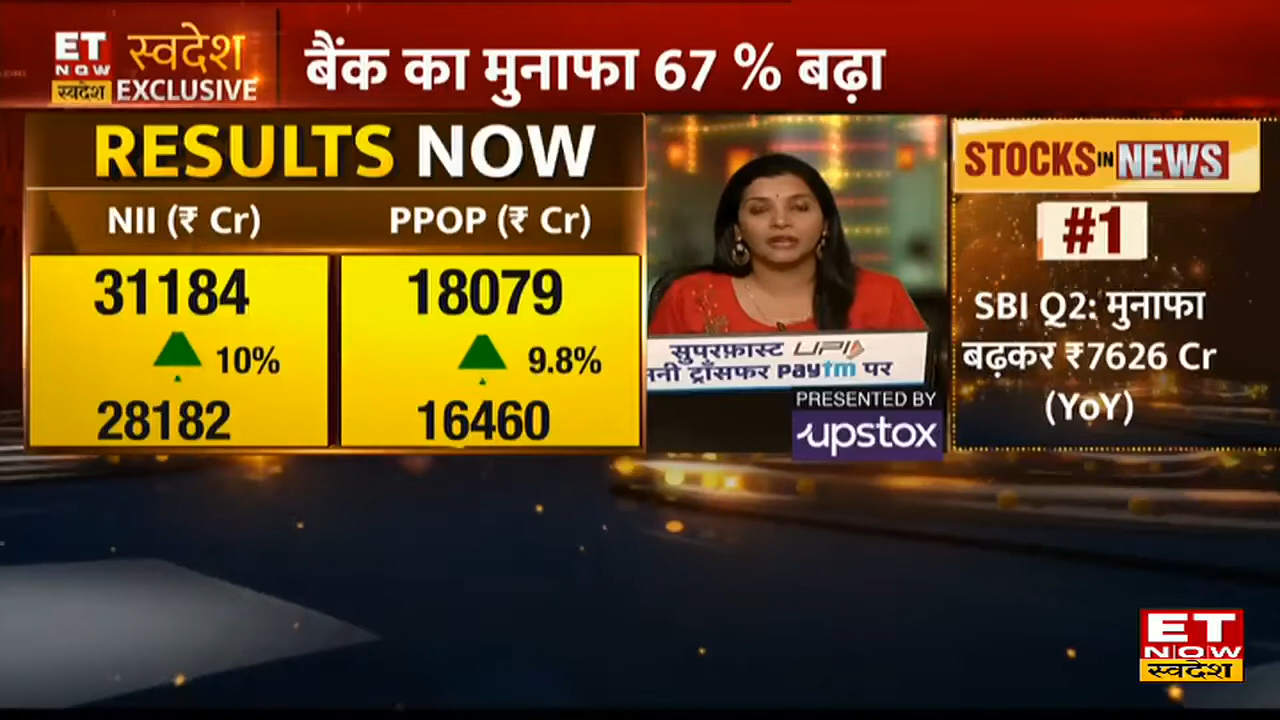 ET
NOW
स्वदेश
स्वदेश
EXCLUSIVE
बैंक का मुनाफा 67 % बढ़ा
RESULTS NOW
NII (₹ Cr)
PPOP (₹ Cr)
31184
10%
28182
18079
9.8%
16460
सुपरफ़ास्ट UPI
मनी ट्राँसफर Paytm पर
PRESENTED BY
upstox
STOCKS IN NEWS
#1
SBI Q2: मुनाफा
बढ़कर ₹7626 Cr
(YoY)
ET
NOW
स्वदेश